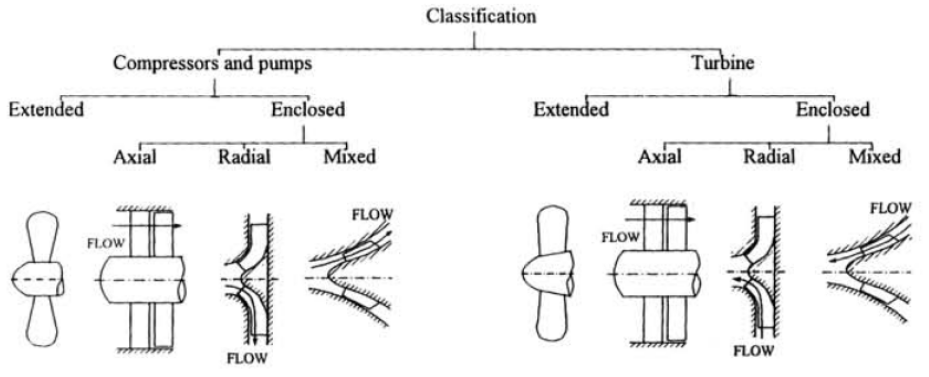 Classification
Compressors and pumps Turbine
Extended Enclosed Extended Enclosed
Axial Radial Mixed Axial Radial Mixed
FLOW FLOW
FLOW FLOW
FLOW FLOW